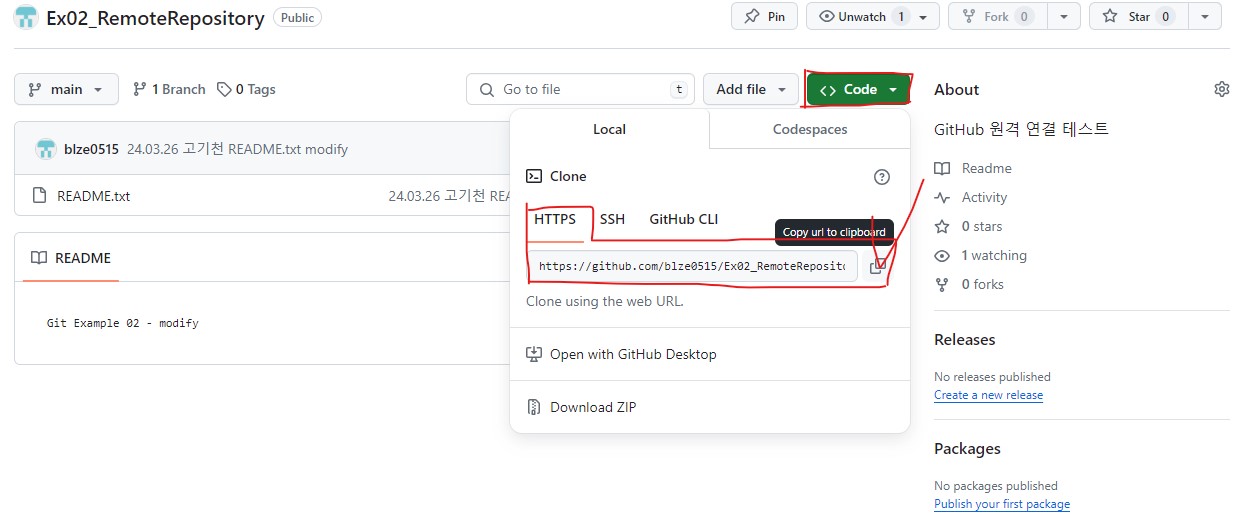 Ex02_RemoteRepository Public
Pin Unwatch 1 Fork 0 Star 0
main 1 Branch 0 Tags Go to file t Add file <> Code
blze0515 24.03.26 고기천 README.txt modify
README.txt 24.03.26 고기천
README
Git Example 02 - modify
Local Codespaces
Clone
HTTPS SSH GitHub CLI
Copy url to clipboard
https://github.com/blze0515/Ex02_RemoteReposito
Clone using the web URL.
Open with GitHub Desktop
Download ZIP
About
GitHub 원격 연결 테스트
Readme
Activity
0 stars
1 watching
0 forks
Releases
No releases published
Create a new release
Packages
No packages published
Publish your first package